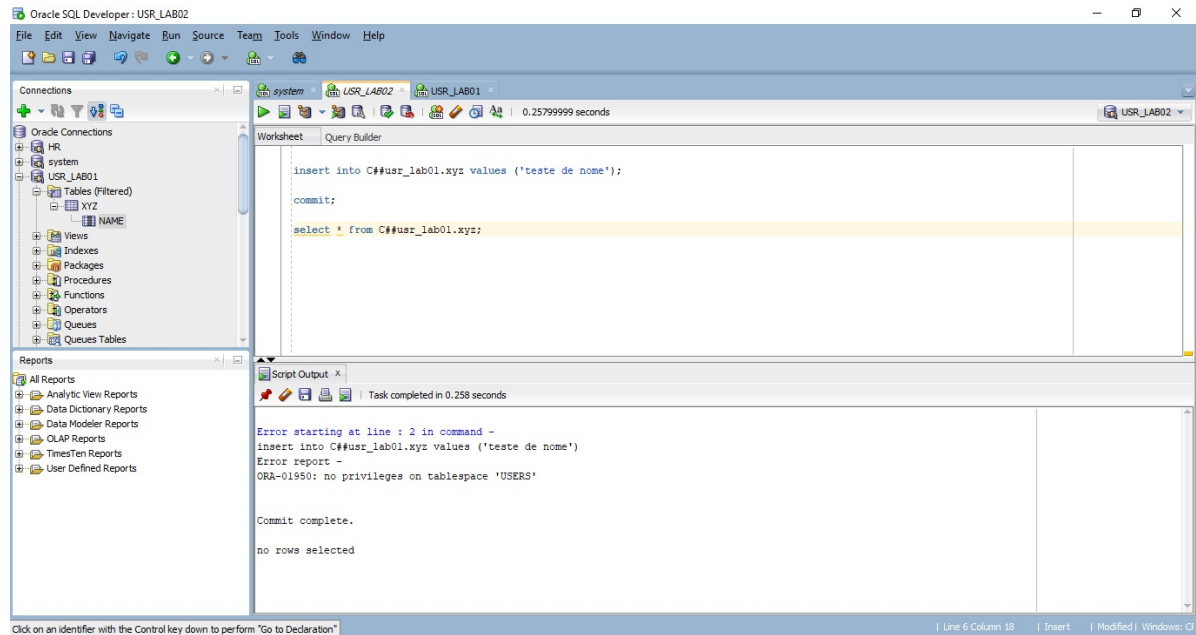 Oracle SQL Developer : USR_LAB02
File Edit View Navigate Run Source Team Tools Window Help
Connections
system
USR_LAB02
USR_LAB01
0.25799999 seconds
USR_LAB02
Oracle Connections
HR
system
USR_LAB01
Tables (Filtered)
XYZ
NAME
Views
Indexes
Packages
Procedures
Functions
Operators
Queues
Queues Tables
Worksheet Query Builder
insert into C##usr_lab01.xyz values ('teste de nome');
commit;
select * from C##usr_lab01.xyz;
Reports
All Reports
Analytic View Reports
Data Dictionary Reports
Data Modeler Reports
OLAP Reports
TimesTen Reports
User Defined Reports
Script Output x
Task completed in 0.258 seconds
Error starting at line : 2 in command -
insert into C##usr_lab01.xyz values ('teste de nome')
Error report -
ORA-01950: no privileges on tablespace 'USERS'
Commit complete.
no rows selected
Click on an identifier with the Control key down to perform "Go to Declaration"
| Line 6 Column 18 | Insert | Modified | Windows: C